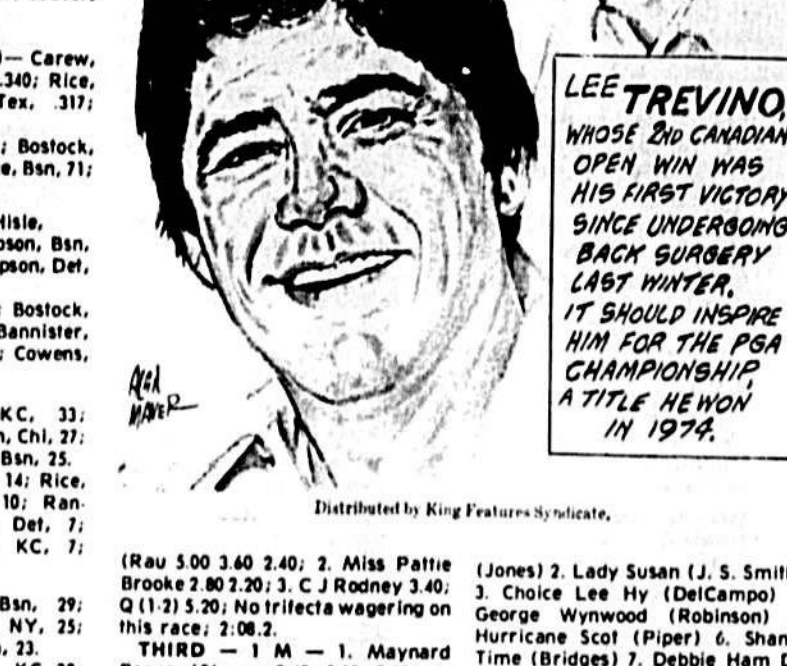 )— Carew,
.340; Rice,
Tex, .317;
; Bostock,
e, Bsn, 71;
Hisle,
pson, Bsn,
pson, Det,
Bostock,
Bannister,
; Cowens,
KC, 33;
n, Chi, 27;
Bsn, 25.
14; Rice,
10; Ran-
Det, 7;
KC, 7;
Bsn, 29;
NY, 25;
, 23.
LEE TREVINO,
WHOSE 2ND CANADIAN
OPEN WIN WAS
HIS FIRST VICTORY
SINCE UNDERGOING
BACK SURGERY
LAST WINTER.
IT SHOULD INSPIRE
HIM FOR THE PGA
CHAMPIONSHIP,
A TITLE HE WON
IN 1974.
ALAN
MAVER
Distributed by King Features Syndicate.
(Rau 5.00 3.60 2.40; 2. Miss Pattie
Brooke 2.80 2.20; 3. C J Rodney 3.40;
Q (1-2) 5.20; No trifecta wagering on
this race; 2:08.2.
THIRD — 1 M — 1. Maynard
(Jones) 2. Lady Susan (J. S. Smit
3. Choice Lee Hy (DelCampo)
George Wynwood (Robinson)
Hurricane Scot (Piper) 6. Shan
Time (Bridges) 7. Debbie Ham D